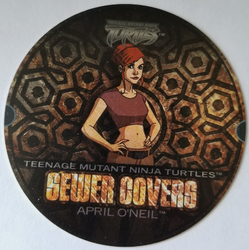 TURTLES
TEENAGE MUTANT NINJA TURTLES™
SEWER COVERS
APRIL O'NEIL™